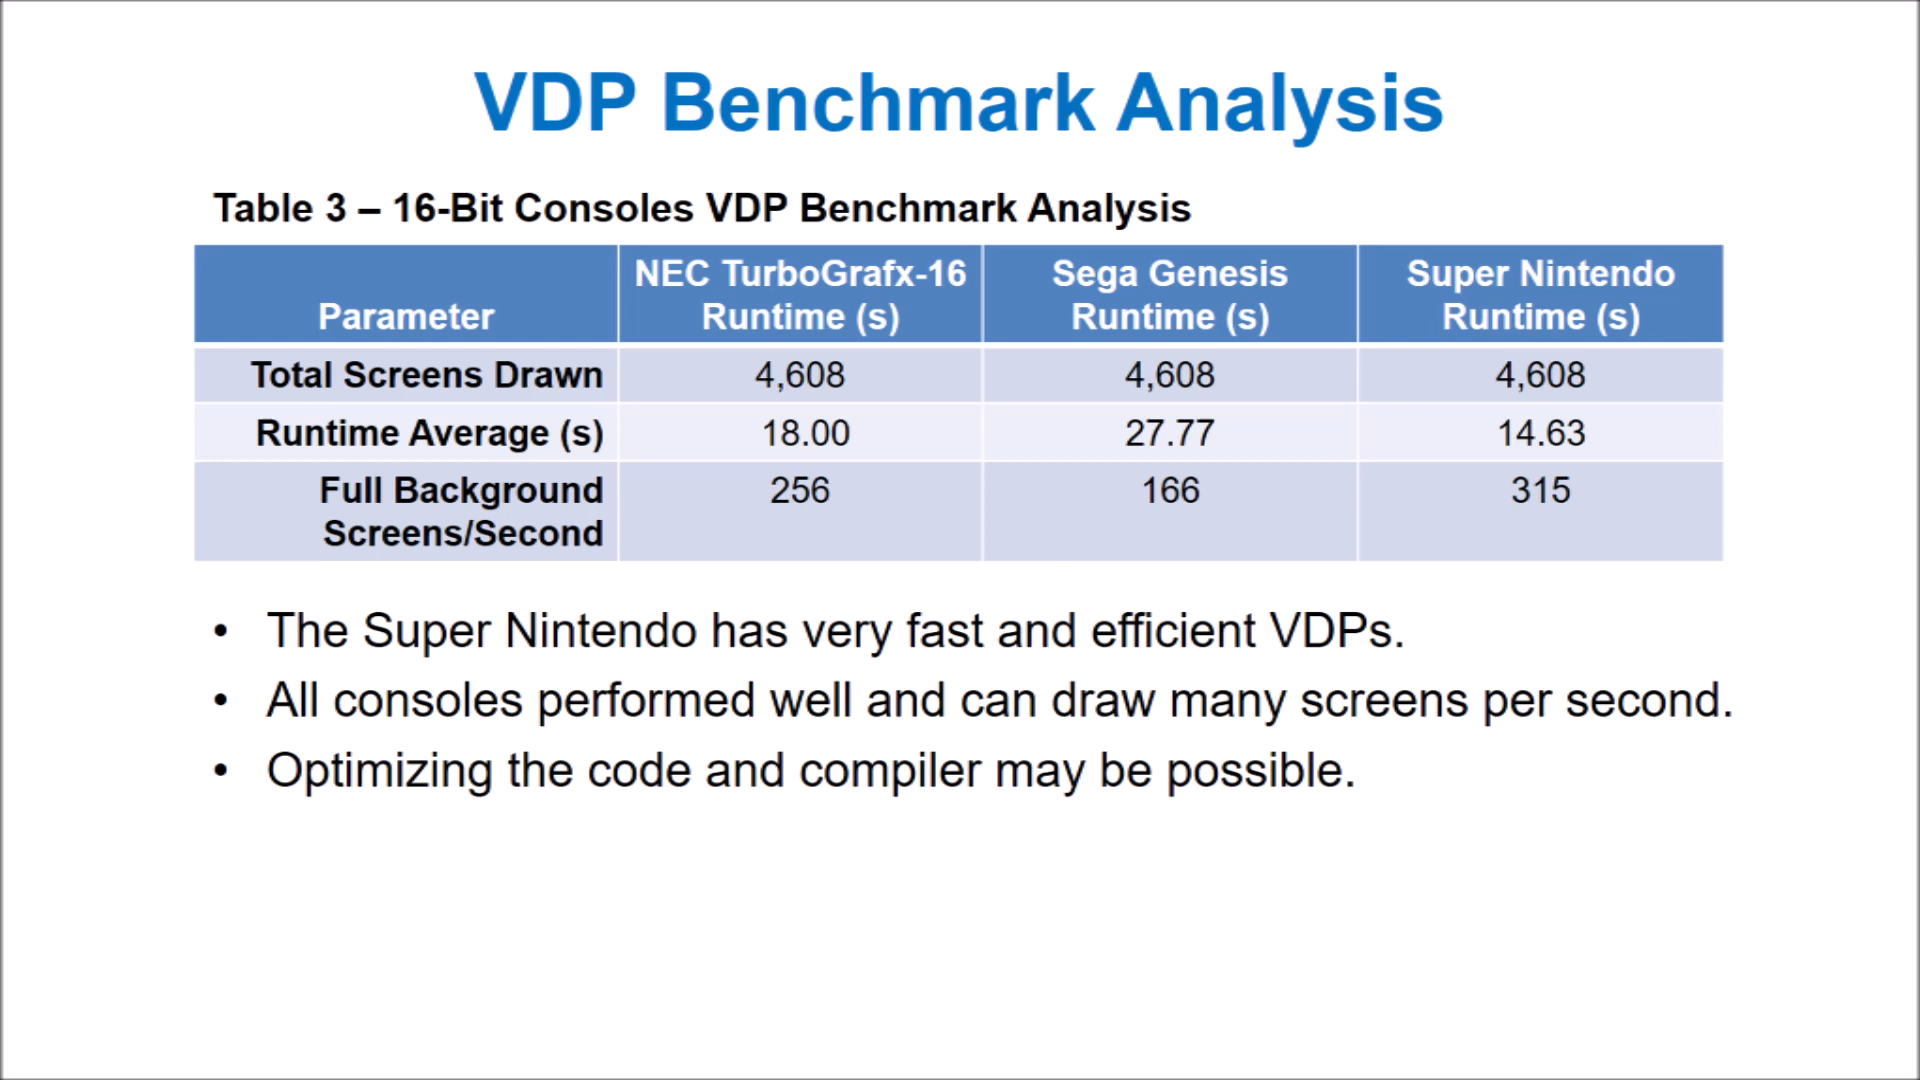 VDP Benchmark Analysis
Table 3 – 16-Bit Consoles VDP Benchmark Analysis
Parameter NEC TurboGrafx-16 Runtime (s) Sega Genesis Runtime (s) Super Nintendo Runtime (s)
Total Screens Drawn 4,608 4,608 4,608
Runtime Average (s) 18.00 27.77 14.63
Full Background Screens/Second 256 166 315
• The Super Nintendo has very fast and efficient VDPs.
• All consoles performed well and can draw many screens per second.
• Optimizing the code and compiler may be possible.